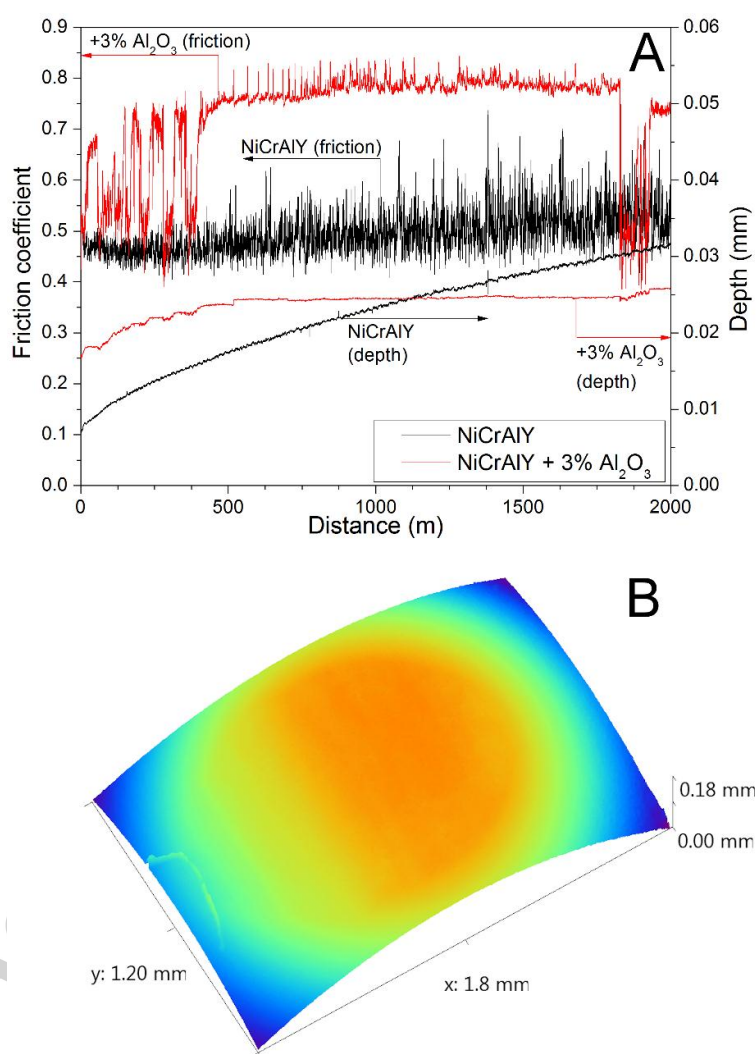 A
+3% Al₂O₃ (friction)
NiCrAlY (friction)
NiCrAlY
(depth)
+3% Al₂O₃
(depth)
NiCrAlY
NiCrAlY + 3% Al₂O₃
Friction coefficient
0.9
0.8
0.7
0.6
0.5
0.4
0.3
0.2
0.1
0.0
Depth (mm)
0.06
0.05
0.04
0.03
0.02
0.01
0.00
0
500
1000
1500
2000
Distance (m)
B
0.18 mm
0.00 mm
y: 1.20 mm
x: 1.8 mm